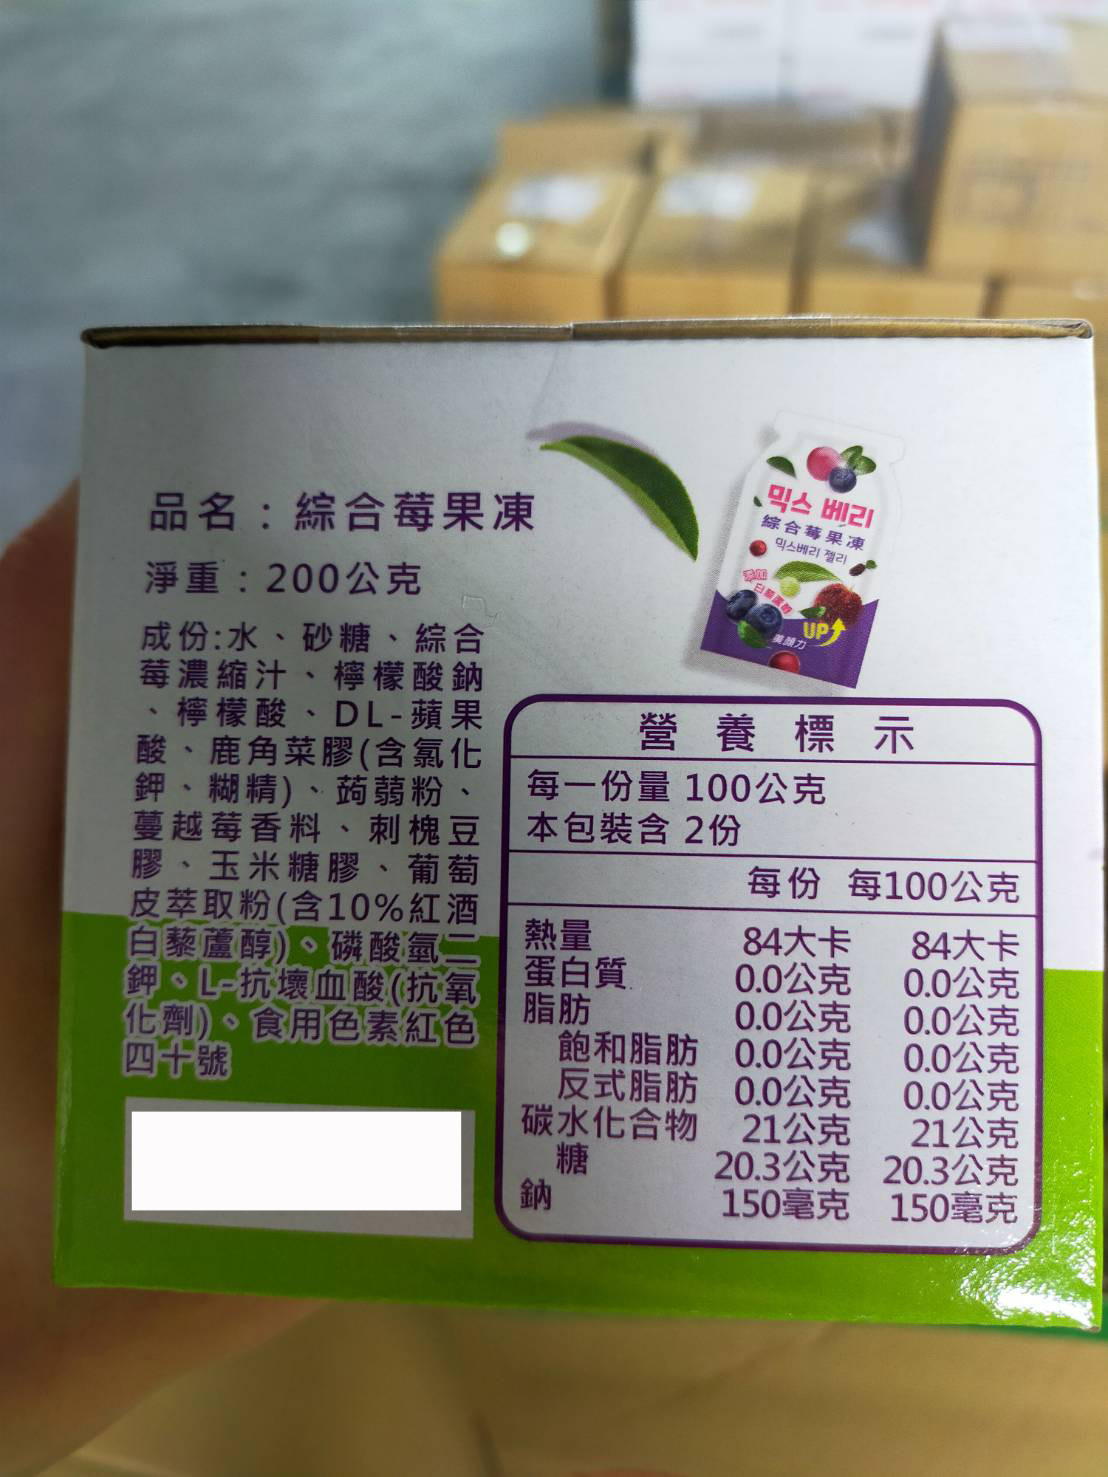 品名：綜合莓果凍
淨重：200公克
成份:水、砂糖、綜合
莓濃縮汁、檸檬酸鈉
、檸檬酸、DL-蘋果
酸、鹿角菜膠(含氯化
鉀、糊精)、蒟蒻粉、
蔓越莓香料、刺槐豆
膠、玉米糖膠、葡萄
皮萃取粉(含10%紅酒
白藜蘆醇)、磷酸氫二
鉀、L-抗壞血酸(抗氧
化劑)、食用色素紅色
四十號
믹스 베리
綜合莓果凍
믹스베리 젤리
添加
白藜蘆醇
UP
美顏力
營養標示
每一份量 100公克
本包裝含 2份
每份 每100公克
熱量 84大卡 84大卡
蛋白質 0.0公克 0.0公克
脂肪 0.0公克 0.0公克
飽和脂肪 0.0公克 0.0公克
反式脂肪 0.0公克 0.0公克
碳水化合物 21公克 21公克
糖 20.3公克 20.3公克
鈉 150毫克 150毫克